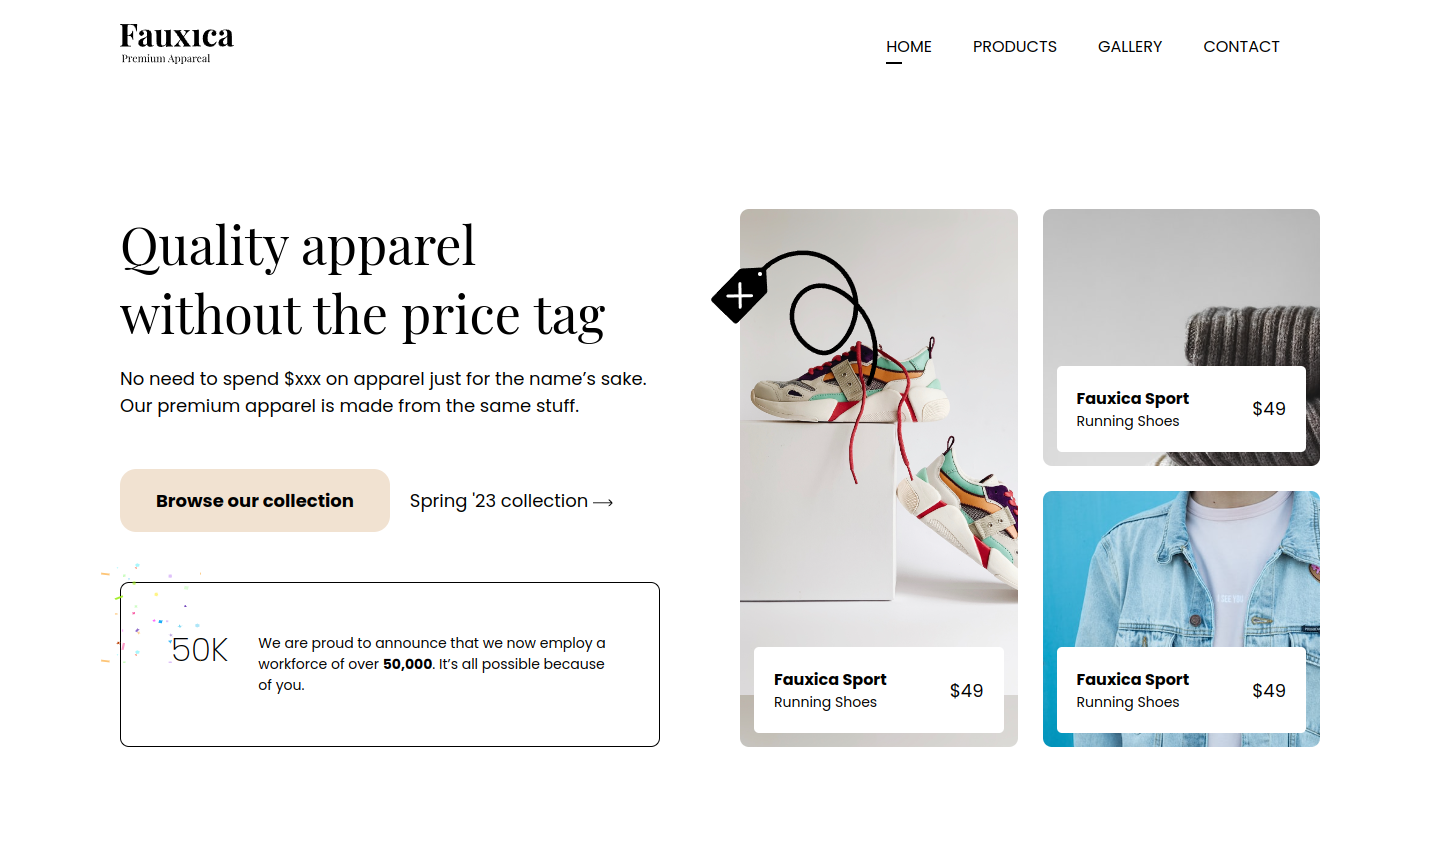 Fauxıca
Premium Appareal
HOME
PRODUCTS
GALLERY
CONTACT
Quality apparel
without the price tag
No need to spend $xxx on apparel just for the name’s sake.
Our premium apparel is made from the same stuff.
Browse our collection
Spring '23 collection ⟶
50K
We are proud to announce that we now employ a
workforce of over 50,000. It’s all possible because
of you.
Fauxica Sport
Running Shoes
$49
Fauxica Sport
Running Shoes
$49
I SEE YOU
Fauxica Sport
Running Shoes
$49